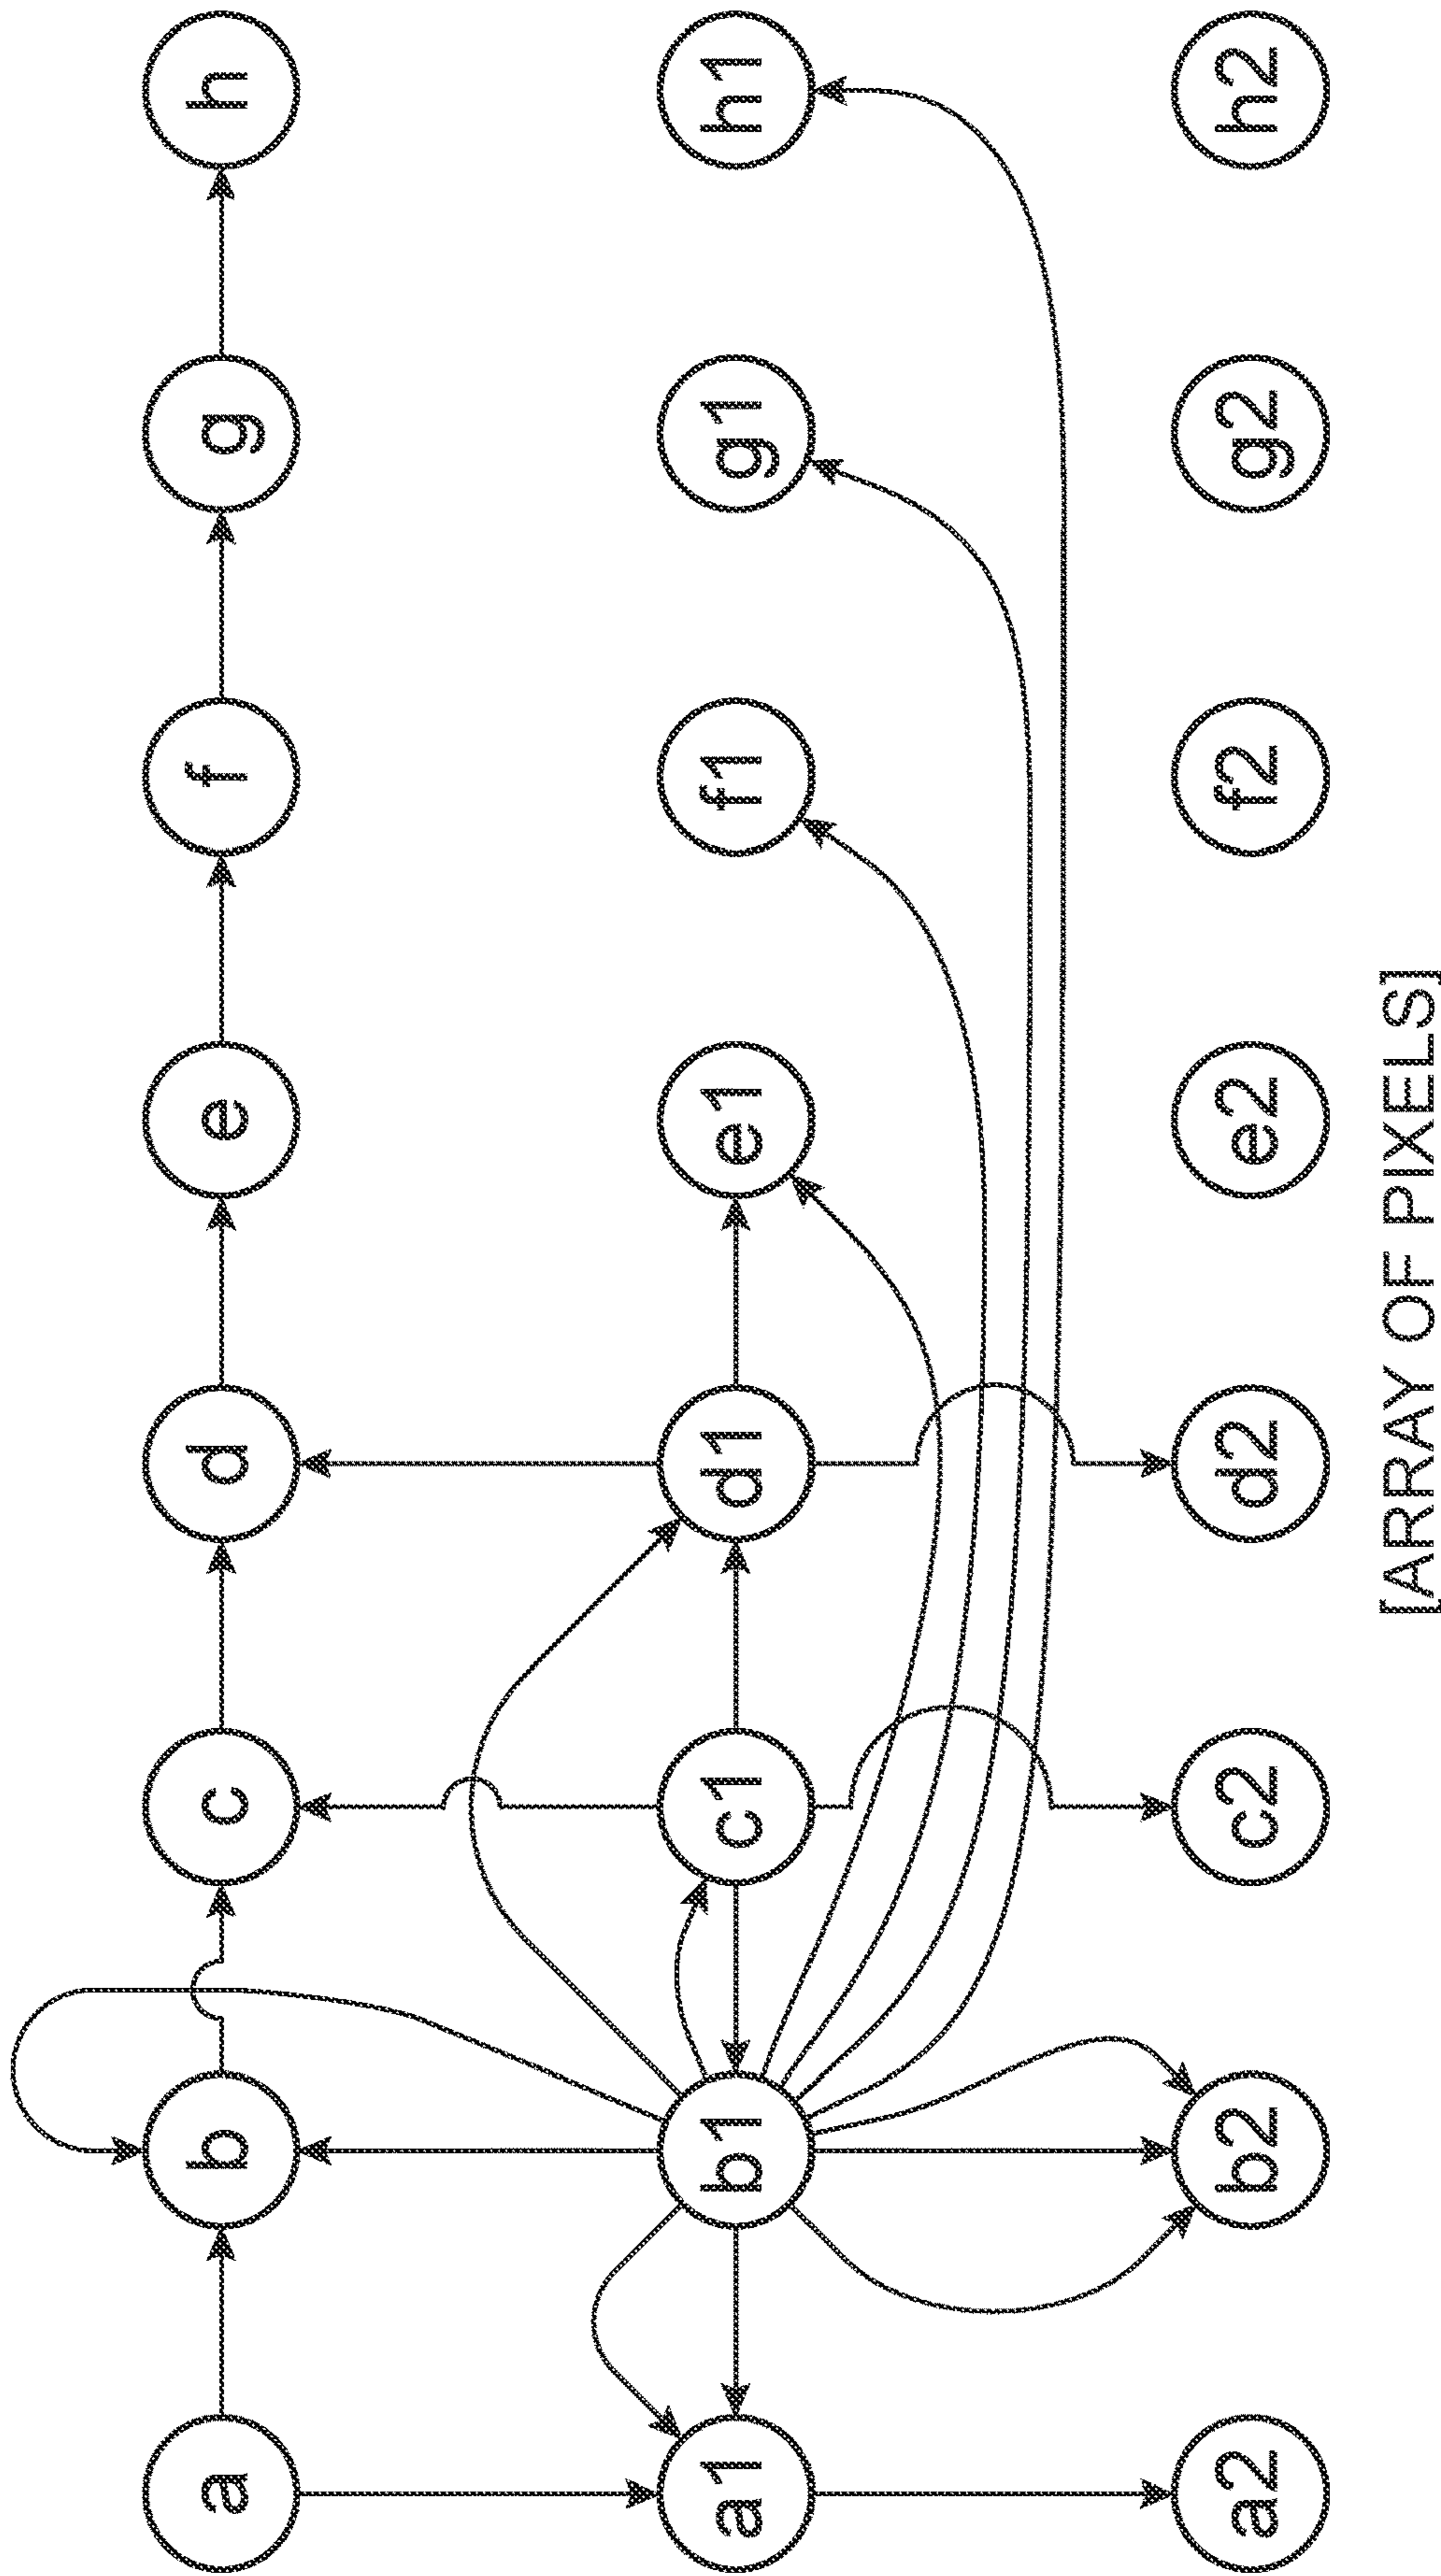 a b c d e f g h
a1 b1 c1 d1 e1 f1 g1 h1
a2 b2 c2 d2 e2 f2 g2 h2
[ARRAY OF PIXELS]